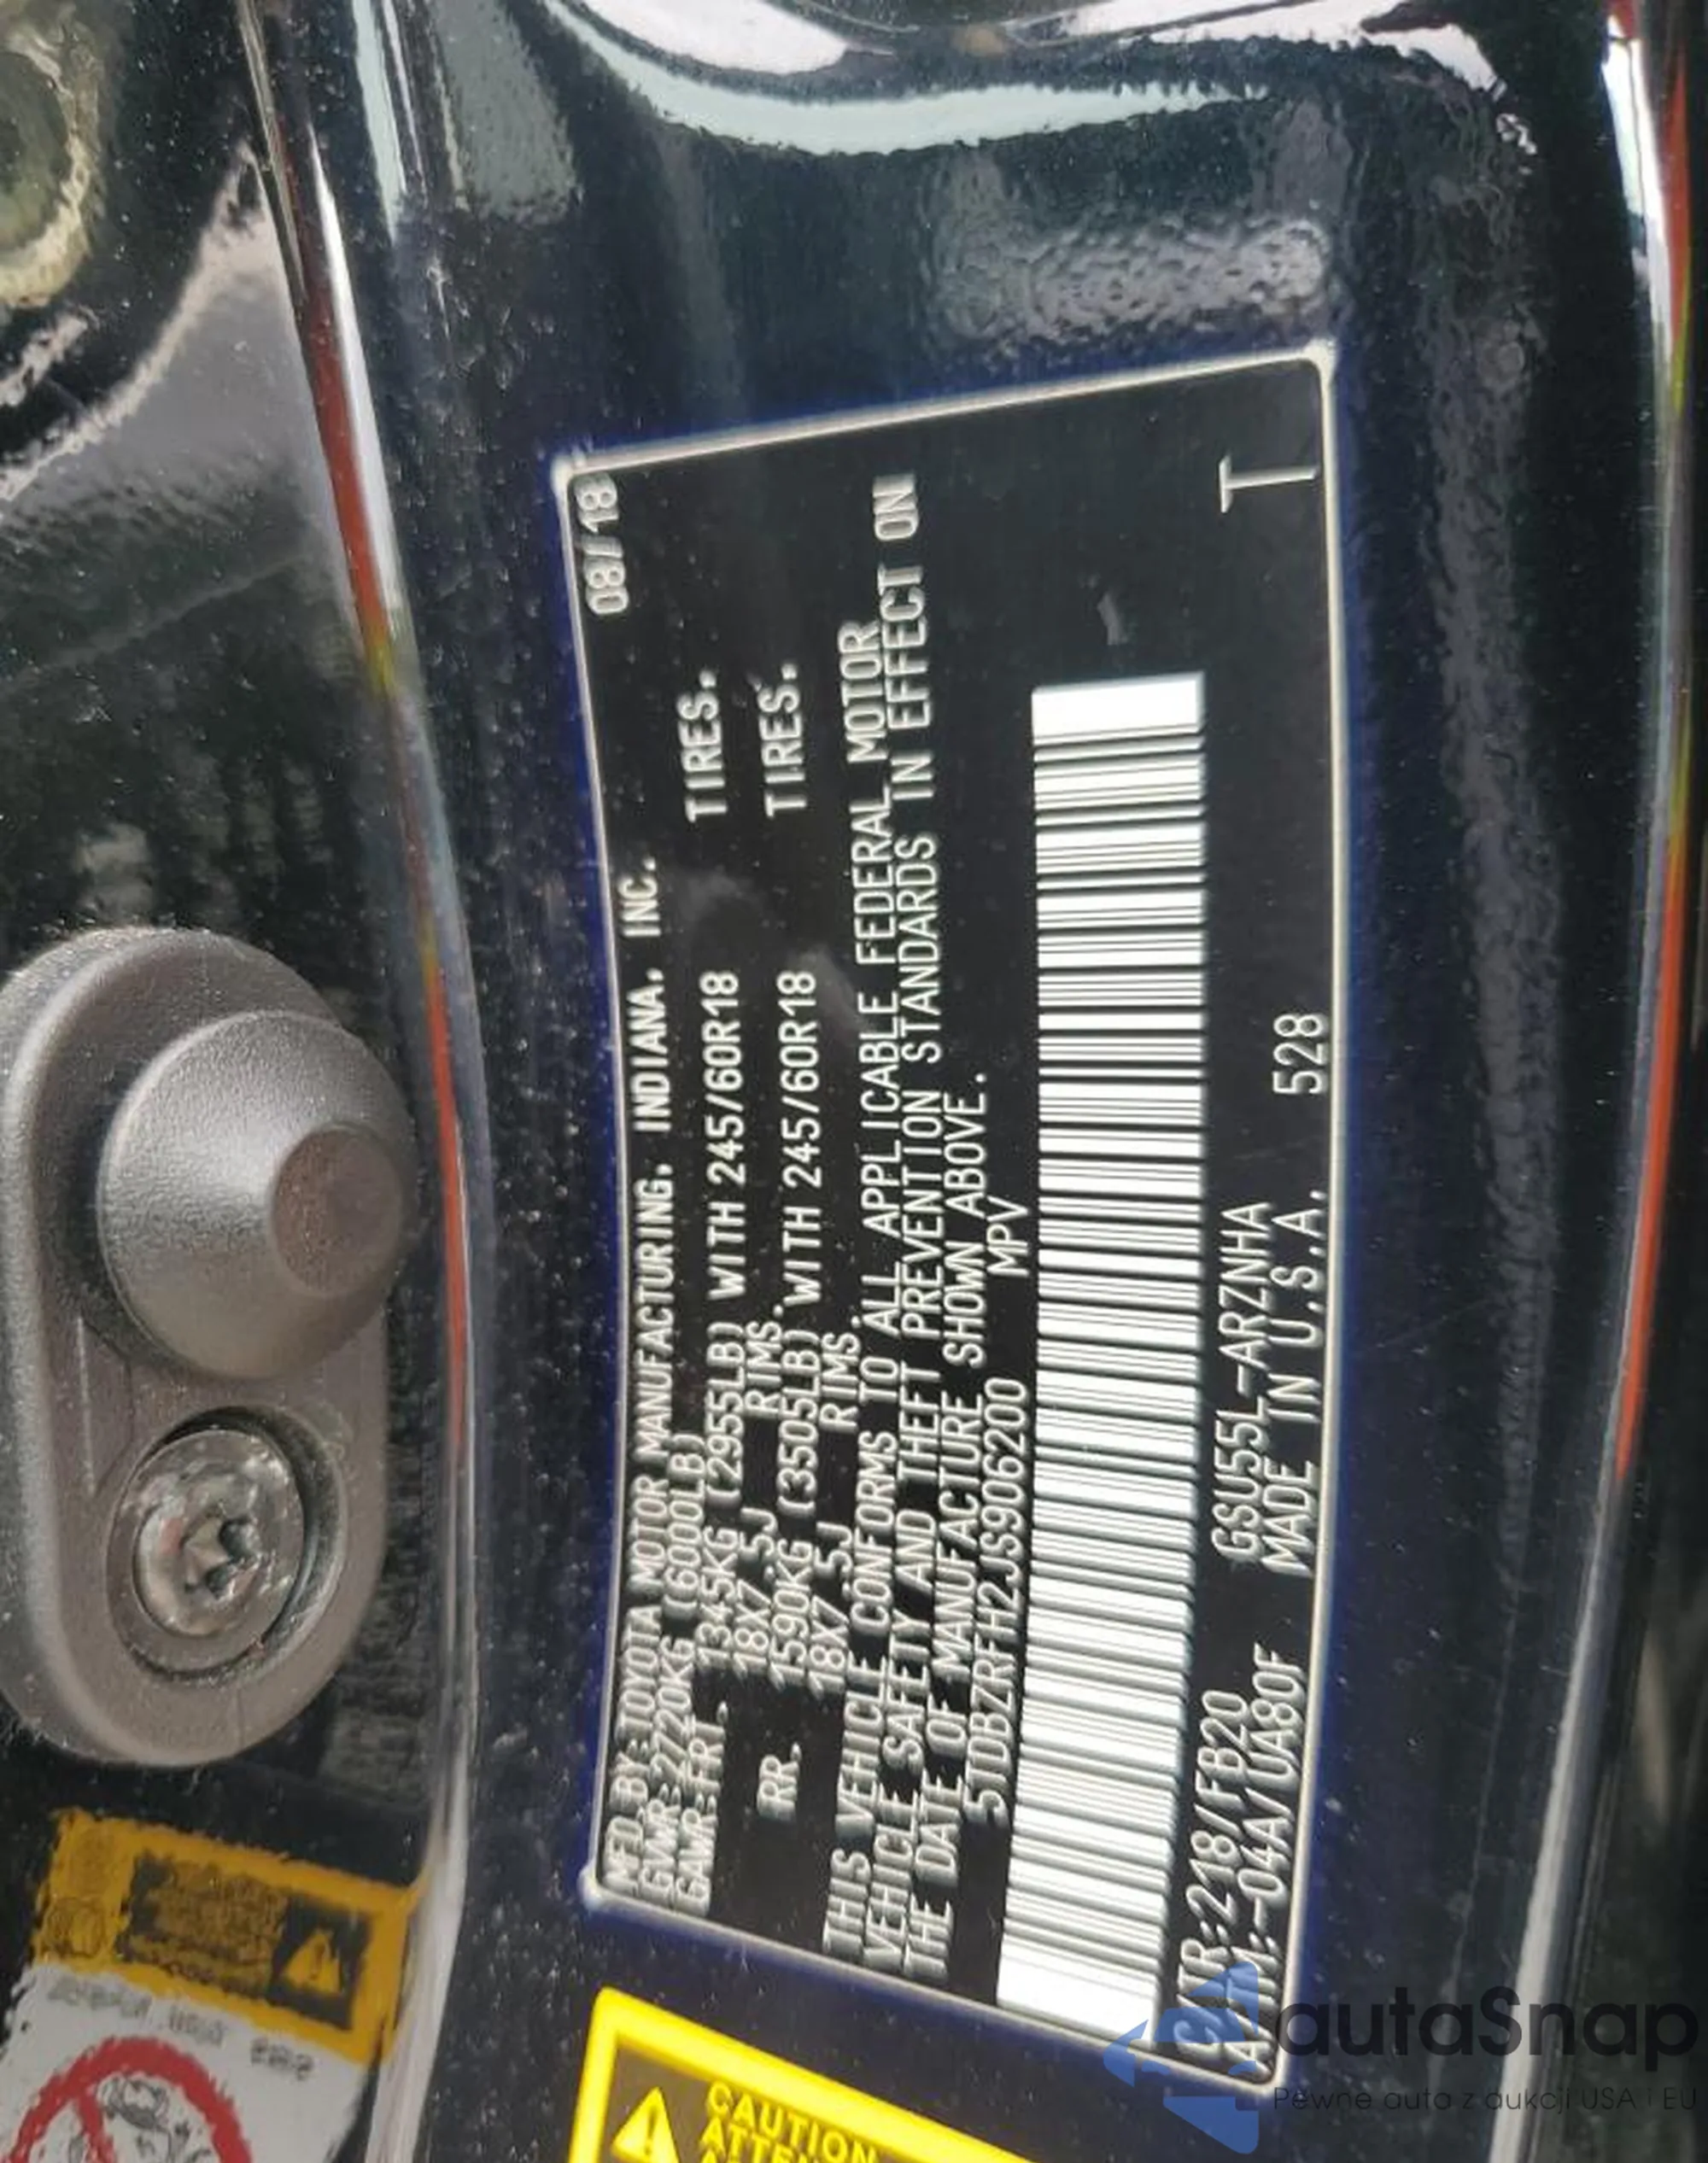 08/18
MFD.BY:TOYOTA MOTOR MANUFACTURING, INDIANA, INC.
GVWR:2720KG (6000LB)
GAWR:FRT. 1345KG (2955LB) WITH 245/60R18 TIRES.
18X7.5J RIMS.
RR. 1590KG (3505LB) WITH 245/60R18 TIRES.
18X7.5J RIMS.
THIS VEHICLE CONFORMS TO ALL APPLICABLE FEDERAL MOTOR
VEHICLE SAFETY AND THEFT PREVENTION STANDARDS IN EFFECT ON
THE DATE OF MANUFACTURE SHOWN ABOVE.
5TDBZRFH2JS906200 MPV
C/TR:218/FB20 GSU55L-ARZNHA
A/TM:-04A/UA80F MADE IN U.S.A. 528
T
CAUTION
autaSnap
Pewne auta z aukcji USA i EU